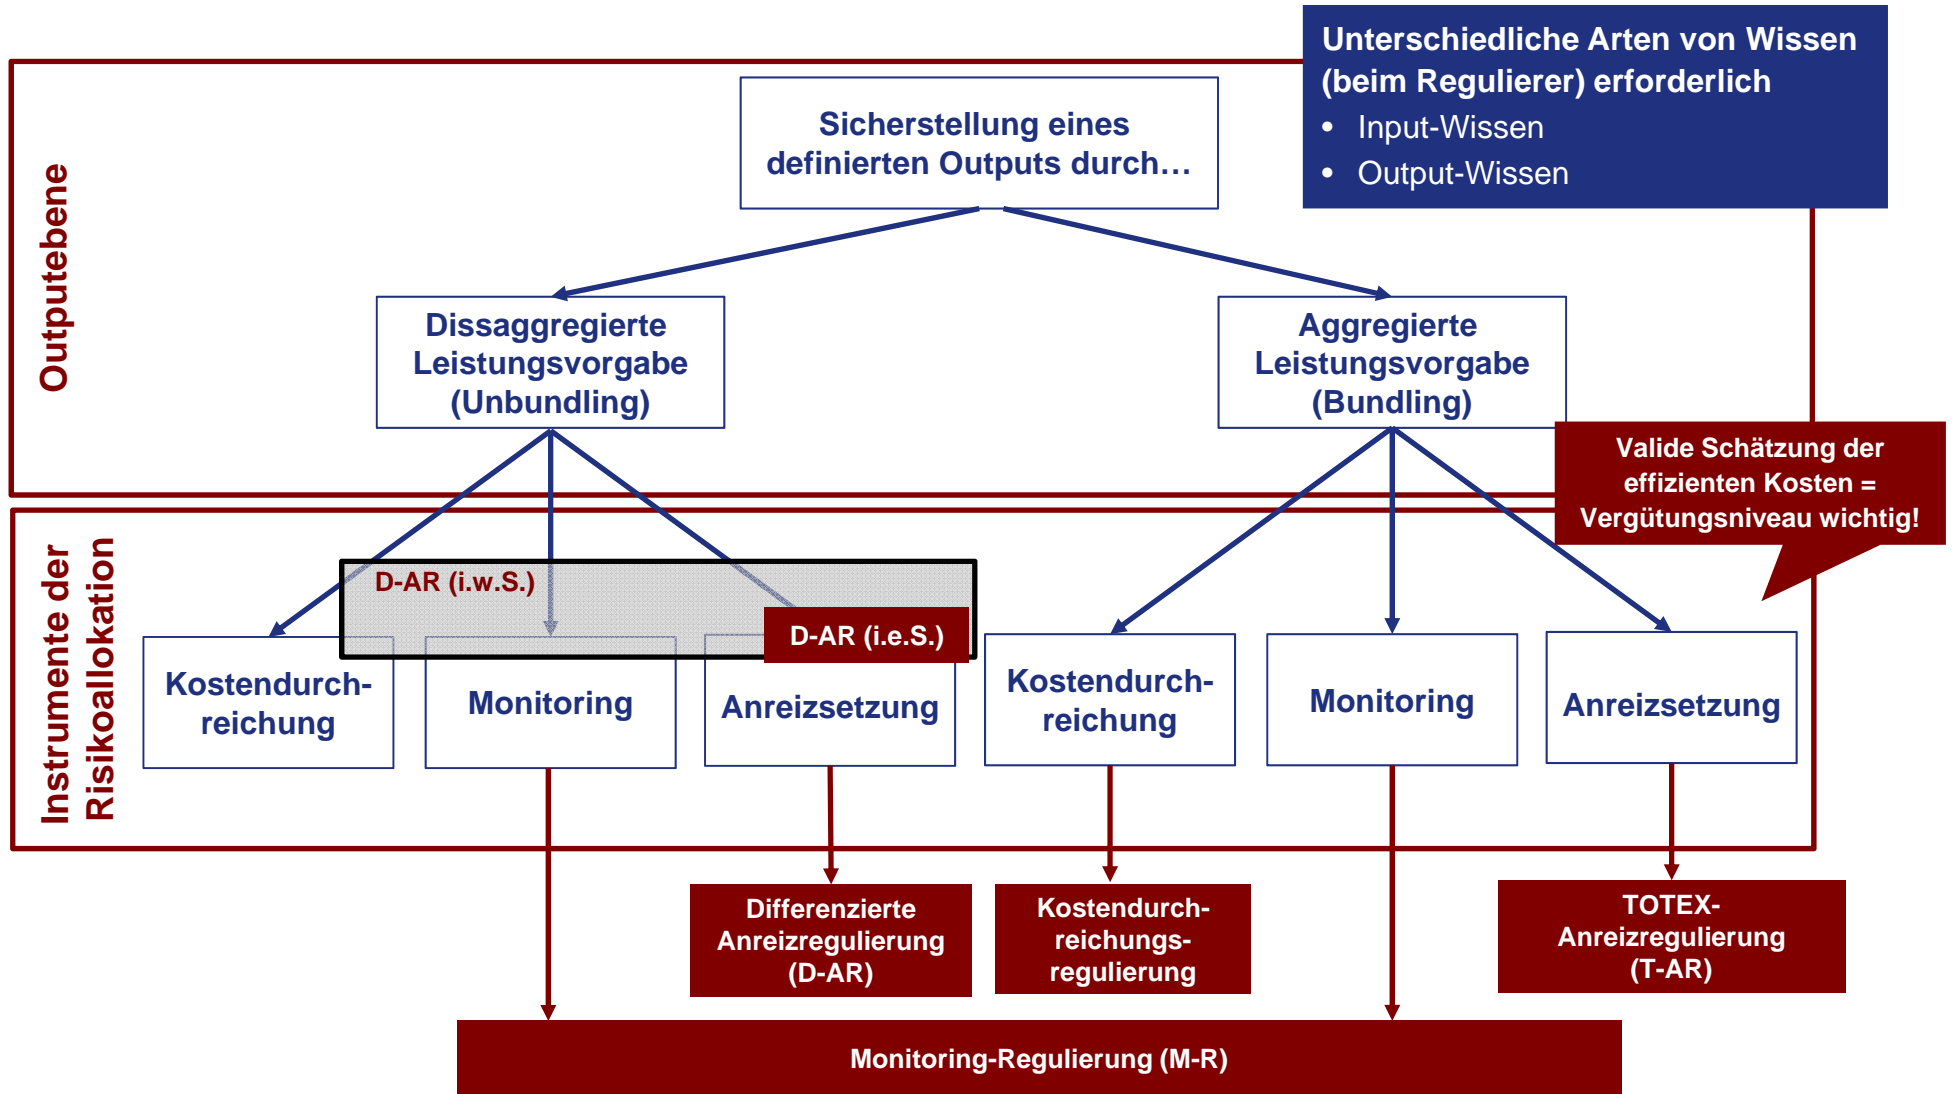 Unterschiedliche Arten von Wissen
(beim Regulierer) erforderlich
• Input-Wissen
• Output-Wissen
Outputebene
Sicherstellung eines
definierten Outputs durch…
Dissaggregierte
Leistungsvorgabe
(Unbundling)
Aggregierte
Leistungsvorgabe
(Bundling)
Valide Schätzung der
effizienten Kosten =
Vergütungsniveau wichtig!
Instrumente der
Risikoallokation
D-AR (i.w.S.)
D-AR (i.e.S.)
Kostendurch-
reichung
Monitoring
Anreizsetzung
Kostendurch-
reichung
Monitoring
Anreizsetzung
Differenzierte
Anreizregulierung
(D-AR)
Kostendurch-
reichungs-
regulierung
TOTEX-
Anreizregulierung
(T-AR)
Monitoring-Regulierung (M-R)